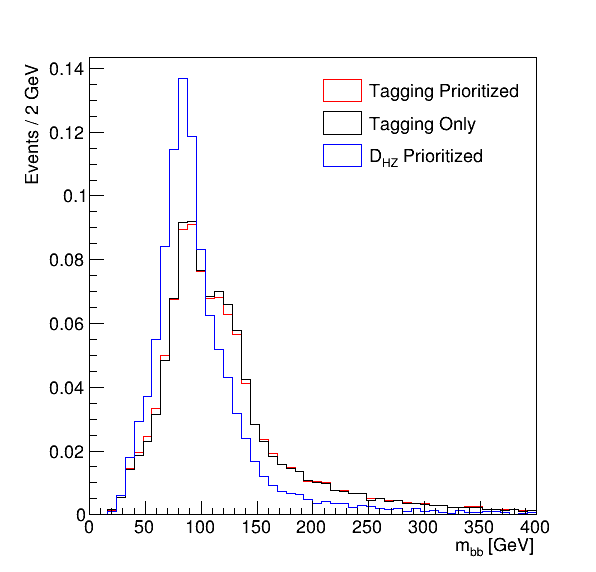 Events / 2 GeV
0.14
0.12
0.1
0.08
0.06
0.04
0.02
0
Tagging Prioritized
Tagging Only
D_HZ Prioritized
0 50 100 150 200 250 300 350 400
m_bb [GeV]